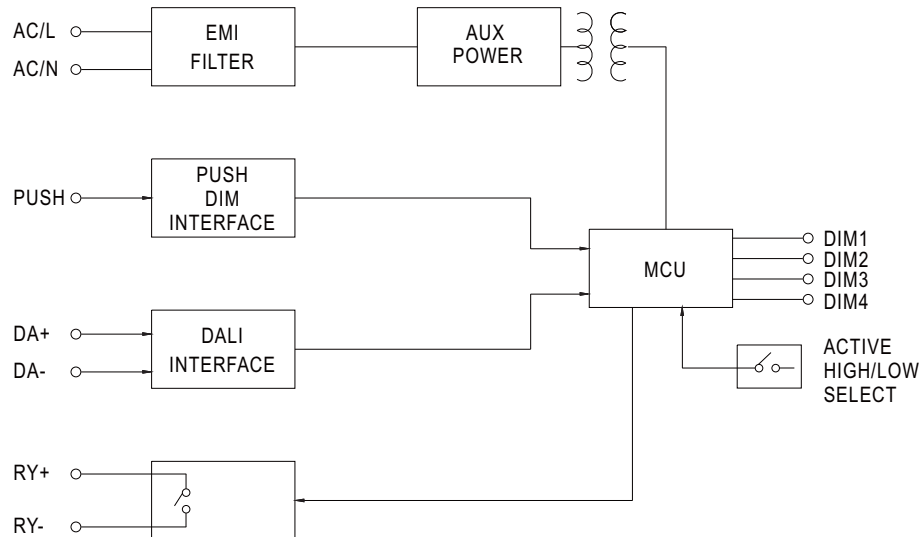 AC/L
AC/N
EMI
FILTER
AUX
POWER
PUSH
PUSH
DIM
INTERFACE
MCU
DIM1
DIM2
DIM3
DIM4
DA+
DA-
DALI
INTERFACE
ACTIVE
HIGH/LOW
SELECT
RY+
RY-